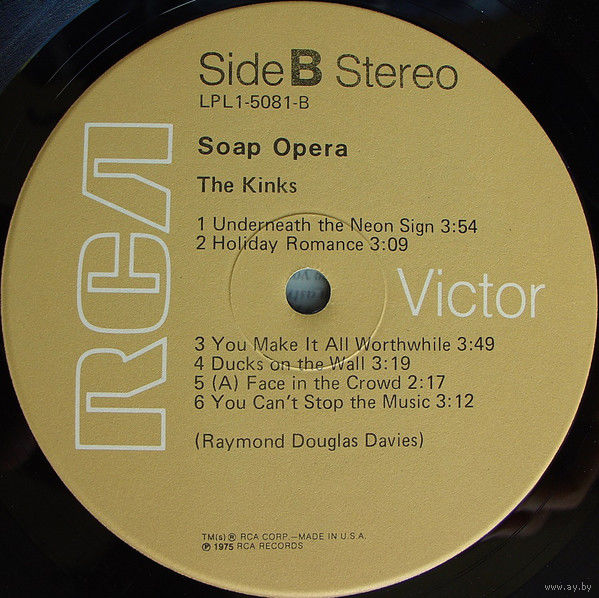 Side B Stereo
LPL1-5081-B
Soap Opera
The Kinks
1 Underneath the Neon Sign 3:54
2 Holiday Romance 3:09
RCA
Victor
3 You Make It All Worthwhile 3:49
4 Ducks on the Wall 3:19
5 (A) Face in the Crowd 2:17
6 You Can't Stop the Music 3:12
(Raymond Douglas Davies)
TM(s) ® RCA CORP.—MADE IN U.S.A.
℗ 1975 RCA RECORDS
www.ay.by